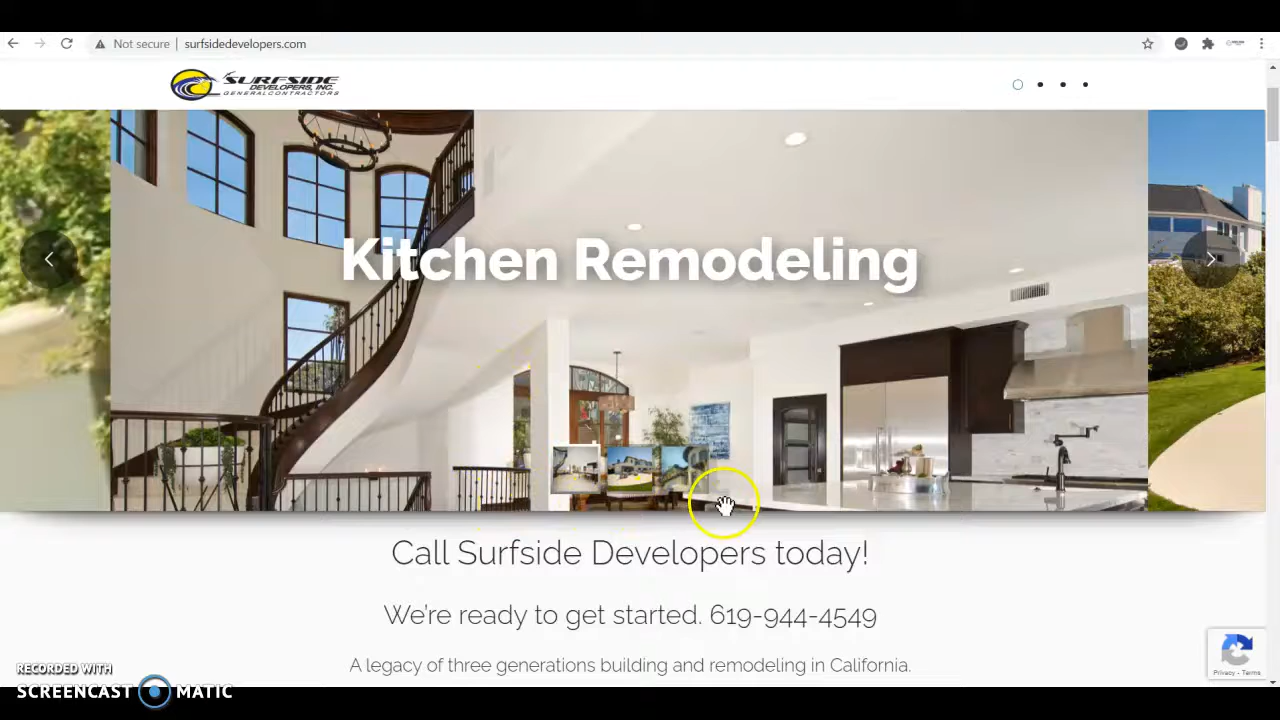 Not secure | surfsidedevelopers.com
SURFSIDE
DEVELOPERS, INC.
GENERAL CONTRACTORS
Kitchen Remodeling
Call Surfside Developers today!
We're ready to get started. 619-944-4549
A legacy of three generations building and remodeling in California.
Privacy - Terms
RECORDED WITH
SCREENCAST MATIC